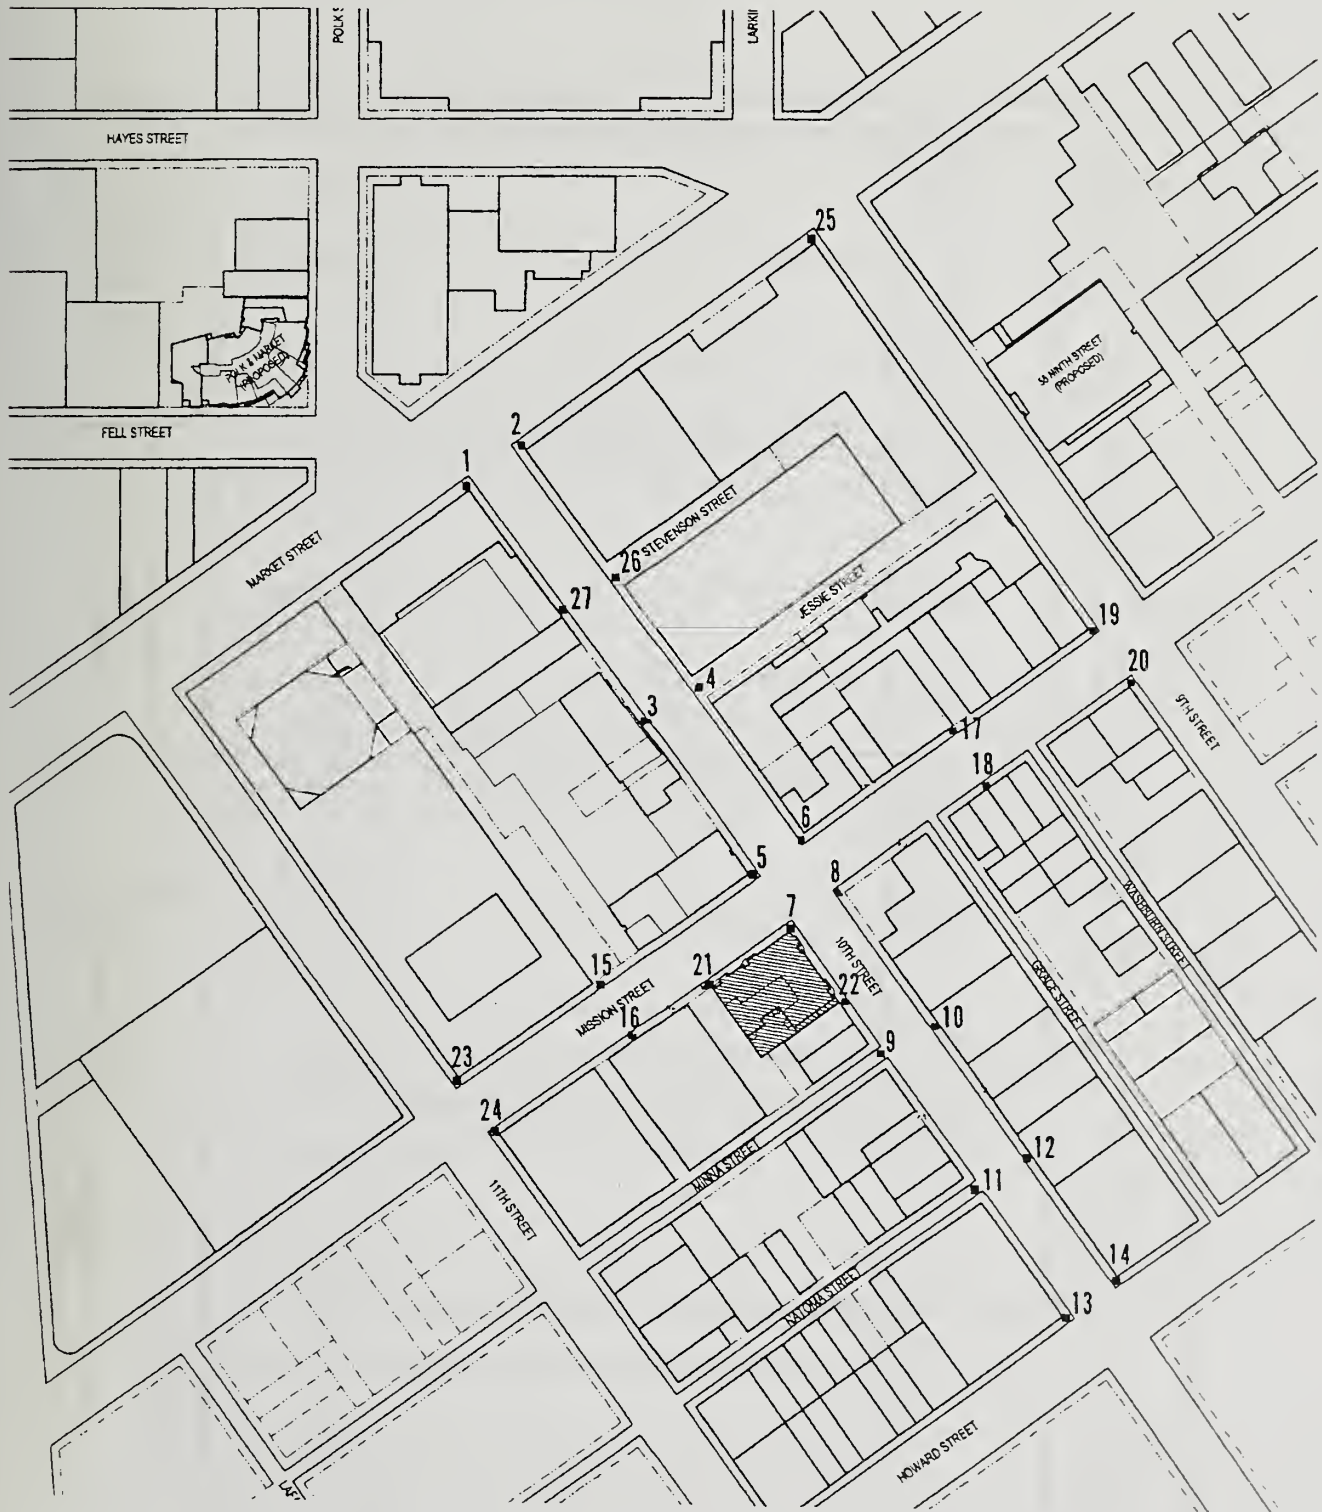 POLK S
LARKIN
HAYES STREET
25
POLK & MARKET
(PROPOSED)
58 NINTH STREET
(PROPOSED)
FELL STREET
2
1
STEVENSON STREET
MARKET STREET
26
JESSIE STREET
27
19
4
20
3
9TH STREET
17
18
6
5
8
WASHBURN STREET
7
10TH STREET
GRACE STREET
15
21
22
MISSION STREET
16
10
9
23
24
MINNA STREET
12
11
11TH STREET
14
NATOMA STREET
13
HOWARD STREET